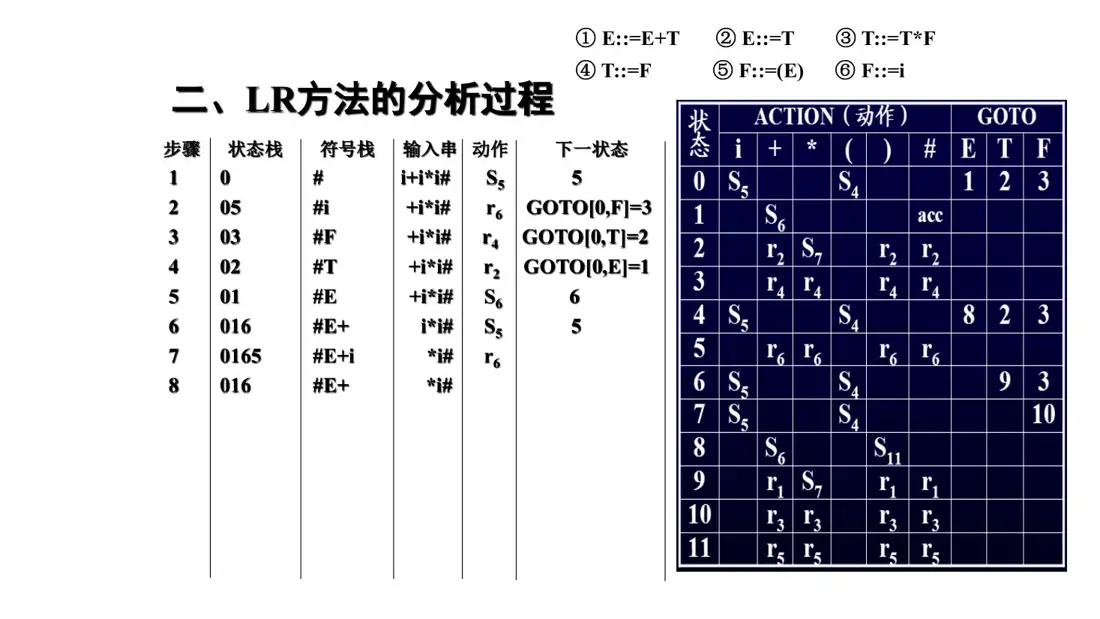 ① E::=E+T ② E::=T ③ T::=T*F
④ T::=F ⑤ F::=(E) ⑥ F::=i
二、LR方法的分析过程
步骤 状态栈 符号栈 输入串 动作 下一状态
1 0 # i+i*i# S5 5
2 05 #i +i*i# r6 GOTO[0,F]=3
3 03 #F +i*i# r4 GOTO[0,T]=2
4 02 #T +i*i# r2 GOTO[0,E]=1
5 01 #E +i*i# S6 6
6 016 #E+ i*i# S5 5
7 0165 #E+i *i# r6
8 016 #E+ *i#
状态 ACTION（动作） GOTO
i + * ( ) # E T F
0 S5 S4 1 2 3
1 S6 acc
2 r2 S7 r2 r2
3 r4 r4 r4 r4
4 S5 S4 8 2 3
5 r6 r6 r6 r6
6 S5 S4 9 3
7 S5 S4 10
8 S6 S11
9 r1 S7 r1 r1
10 r3 r3 r3 r3
11 r5 r5 r5 r5